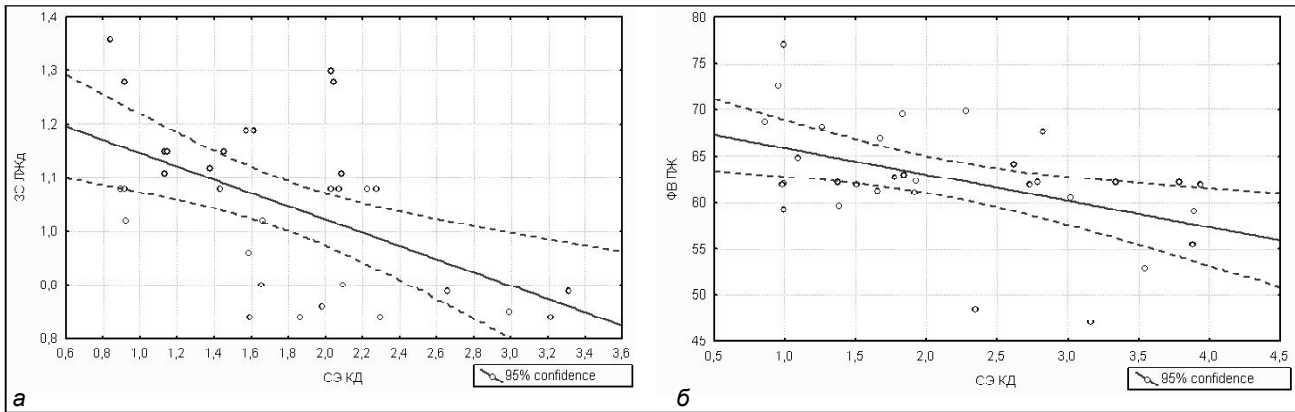 1,4
1,3
1,2
1,1
1,0
0,9
0,8
0,6 0,8 1,0 1,2 1,4 1,6 1,8 2,0 2,2 2,4 2,6 2,8 3,0 3,2 3,4 3,6
ЗС ЛЖд
СЭ КД
95% confidence
а
80
75
70
65
60
55
50
45
0,5 1,0 1,5 2,0 2,5 3,0 3,5 4,0 4,5
ФВ ПЖ
СЭ КД
95% confidence
б